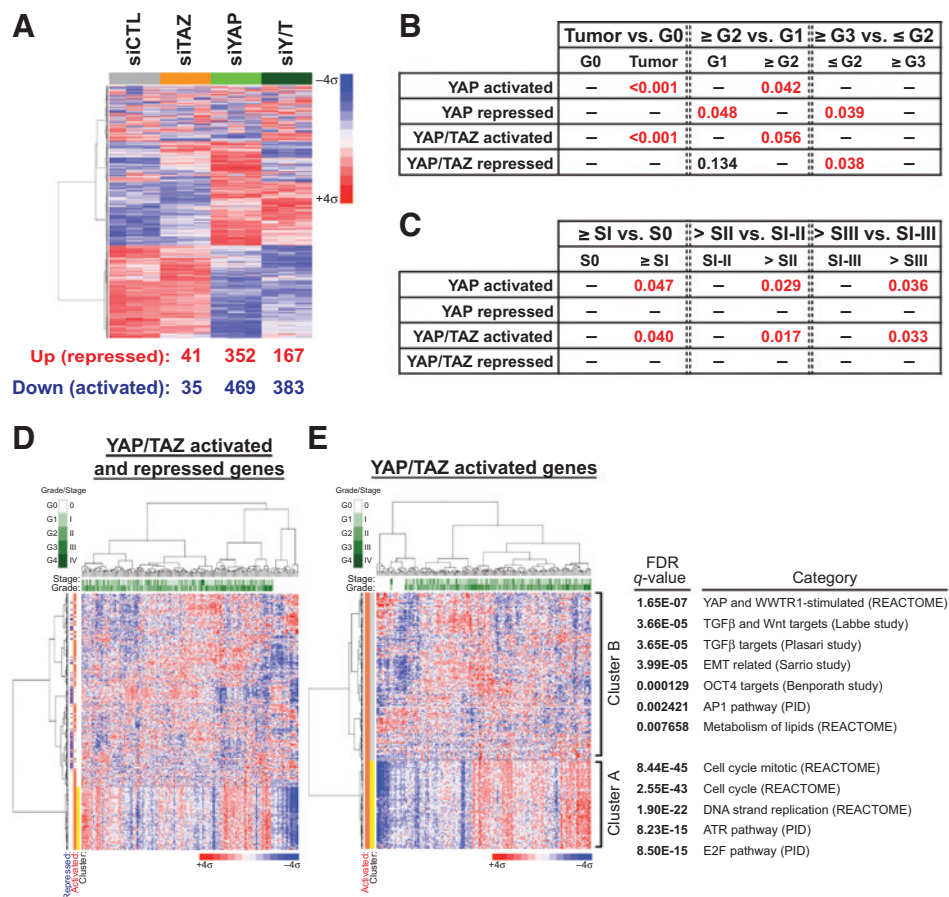 A
siCTL
siTAZ
siYAP
siY/T
–4σ
+4σ
Up (repressed): 41 352 167
Down (activated): 35 469 383
B
Tumor vs. G0 ≥ G2 vs. G1 ≥ G3 vs. ≤ G2
G0 Tumor G1 ≥ G2 ≤ G2 ≥ G3
YAP activated – <0.001 – 0.042 – –
YAP repressed – – 0.048 – 0.039 –
YAP/TAZ activated – <0.001 – 0.056 – –
YAP/TAZ repressed – – 0.134 – 0.038 –
C
≥ SI vs. S0 > SII vs. SI-II > SIII vs. SI-III
S0 ≥ SI SI-II > SII SI-III > SIII
YAP activated – 0.047 – 0.029 – 0.036
YAP repressed – – – – – –
YAP/TAZ activated – 0.040 – 0.017 – 0.033
YAP/TAZ repressed – – – – – –
D
YAP/TAZ activated
and repressed genes
Grade/Stage
G0 0
G1 I
G2 II
G3 III
G4 IV
Stage:
Grade:
Repressed:
Activated:
Cluster:
+4σ –4σ
E
YAP/TAZ activated genes
Grade/Stage
G0 0
G1 I
G2 II
G3 III
G4 IV
Stage:
Grade:
Activated:
Cluster:
+4σ –4σ
Cluster B
Cluster A
FDR
q-value Category
1.65E-07 YAP and WWTR1-stimulated (REACTOME)
3.66E-05 TGFβ and Wnt targets (Labbe study)
3.65E-05 TGFβ targets (Plasari study)
3.99E-05 EMT related (Sarrio study)
0.000129 OCT4 targets (Benporath study)
0.002421 AP1 pathway (PID)
0.007658 Metabolism of lipids (REACTOME)
8.44E-45 Cell cycle mitotic (REACTOME)
2.55E-43 Cell cycle (REACTOME)
1.90E-22 DNA strand replication (REACTOME)
8.23E-15 ATR pathway (PID)
8.50E-15 E2F pathway (PID)